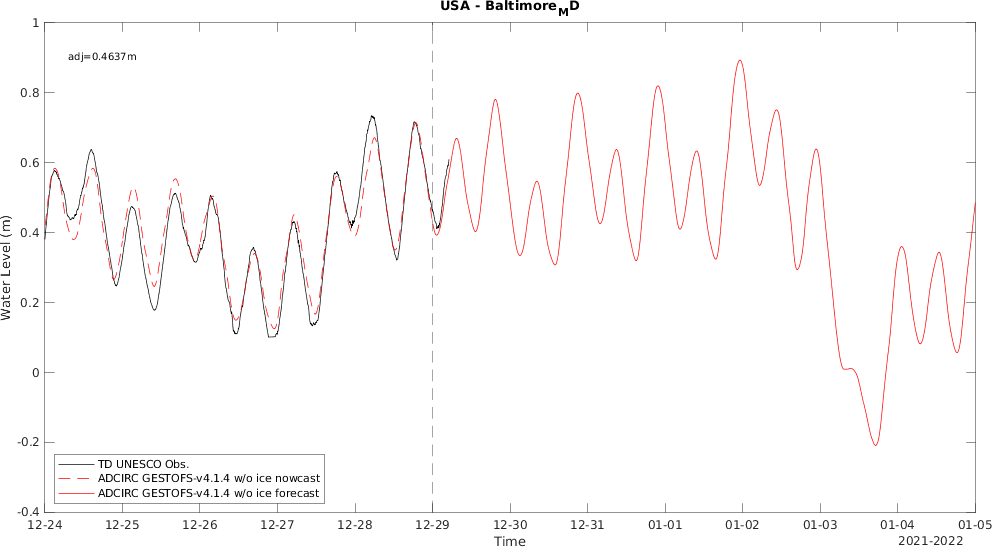 USA - Baltimore_MD
adj=0.4637m
1
0.8
0.6
0.4
0.2
0
-0.2
-0.4
Water Level (m)
TD UNESCO Obs.
ADCIRC GESTOFS-v4.1.4 w/o ice nowcast
ADCIRC GESTOFS-v4.1.4 w/o ice forecast
12-24 12-25 12-26 12-27 12-28 12-29 12-30 12-31 01-01 01-02 01-03 01-04 01-05
Time
2021-2022